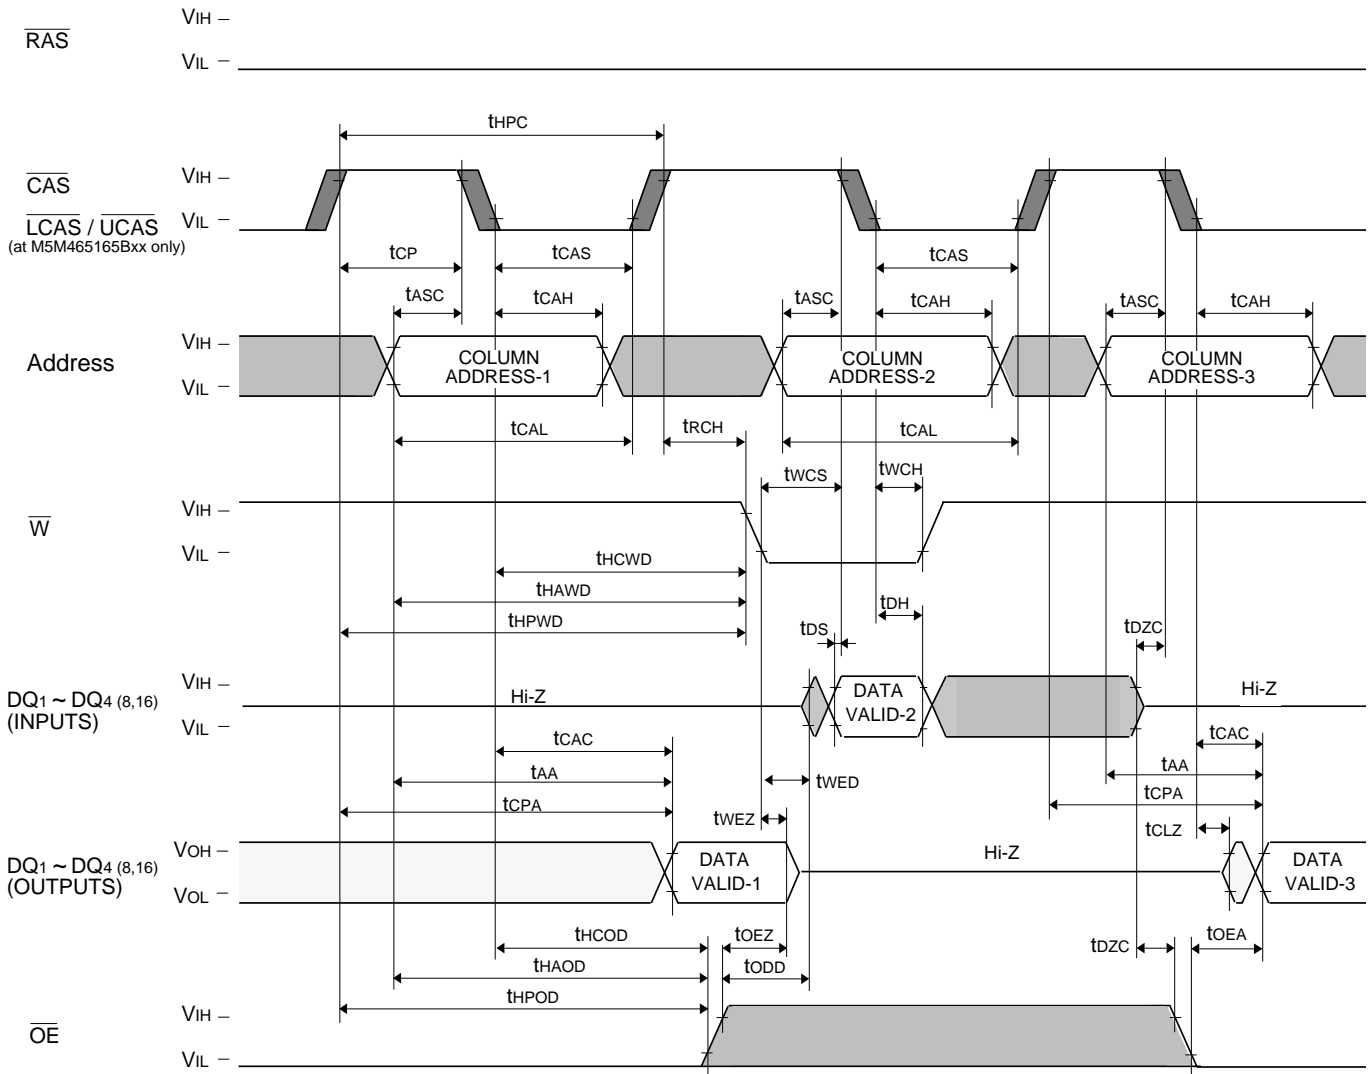 VIH
RAS
VIL
tHPC
CAS
VIH
LCAS / UCAS
VIL
(at M5M465165Bxx only)
tCP
tCAS
tCAS
tASC
tCAH
tASC
tCAH
tASC
tCAH
Address
VIH
VIL
COLUMN
ADDRESS-1
COLUMN
ADDRESS-2
COLUMN
ADDRESS-3
tCAL
tRCH
tCAL
tWCS
tWCH
W
VIH
VIL
tHCWD
tHAWD
tHPWD
tDH
tDS
tDZC
DQ1 ~ DQ4 (8,16)
(INPUTS)
VIH
VIL
Hi-Z
DATA
VALID-2
Hi-Z
tCAC
tAA
tCPA
tWED
tWEZ
tCAC
tAA
tCPA
tCLZ
DQ1 ~ DQ4 (8,16)
(OUTPUTS)
VOH
VOL
DATA
VALID-1
Hi-Z
DATA
VALID-3
tHCOD
tOEZ
tDZC
tOEA
tHAOD
tODD
tHPOD
OE
VIH
VIL